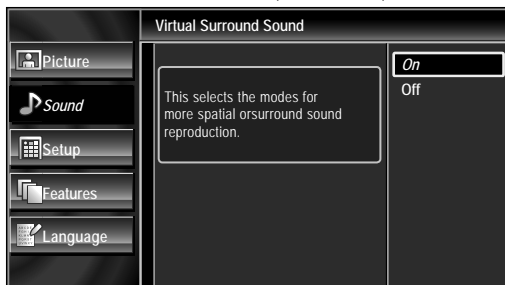 Virtual Surround Sound
Picture
Sound
Setup
Features
Language
This selects the modes for
more spatial orsurround sound
reproduction.
On
Off